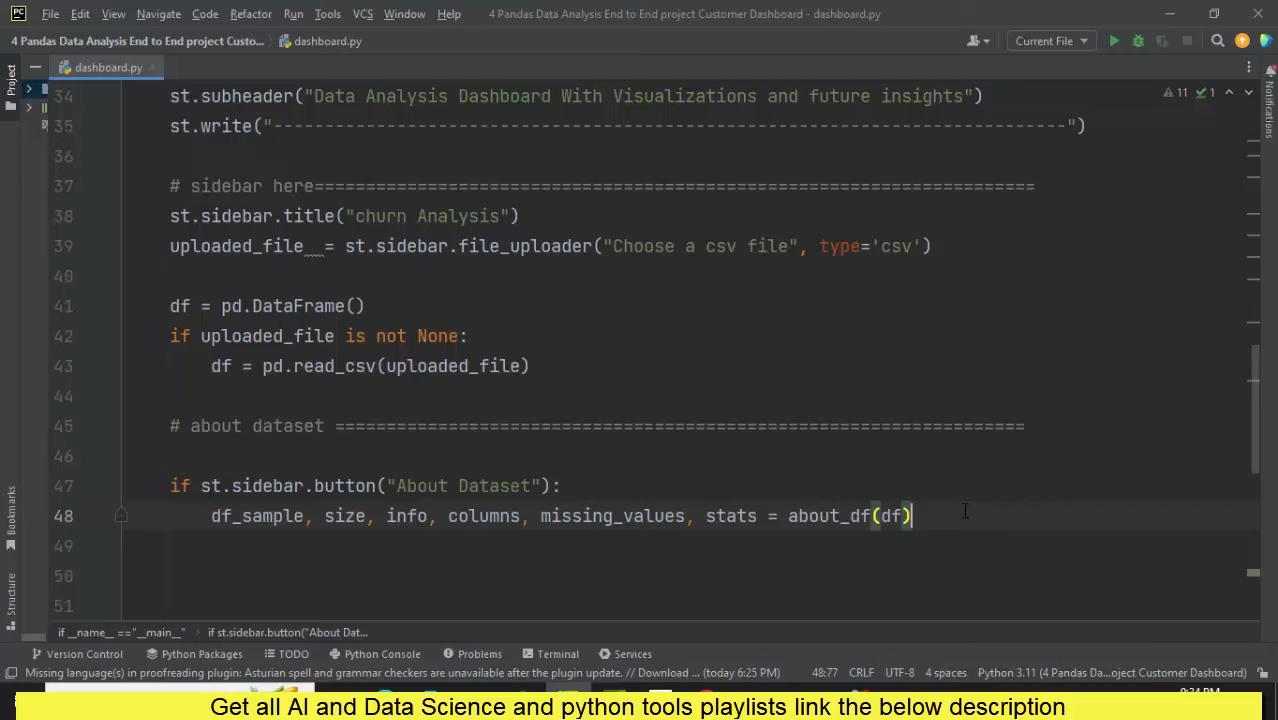 PC File Edit View Navigate Code Refactor Run Tools VCS Window Help 4 Pandas Data Analysis End to End project Customer Dashboard - dashboard.py
4 Pandas Data Analysis End to End project Custo... dashboard.py Current File
Project
dashboard.py
Notifications
11 1
34 st.subheader("Data Analysis Dashboard With Visualizations and future insights")
35 st.write("-----------------------------------------------------------------------------")
36
37 # sidebar here======================================================================
38 st.sidebar.title("churn Analysis")
39 uploaded_file = st.sidebar.file_uploader("Choose a csv file", type='csv')
40
41 df = pd.DataFrame()
42 if uploaded_file is not None:
43 df = pd.read_csv(uploaded_file)
44
45 # about dataset ===================================================================
46
47 if st.sidebar.button("About Dataset"):
48 df_sample, size, info, columns, missing_values, stats = about_df(df)
49
50
51
Bookmarks
Structure
if __name__ =="__main__" if st.sidebar.button("About Dat...
Version Control Python Packages TODO Python Console Problems Terminal Services
Missing language(s) in proofreading plugin: Asturian spell and grammar checkers are unavailable after the plugin update. // Download ... (today 6:25 PM) 48:77 CRLF UTF-8 4 spaces Python 3.11 (4 Pandas Data...oject Customer Dashboard)
Get all AI and Data Science and python tools playlists link the below description